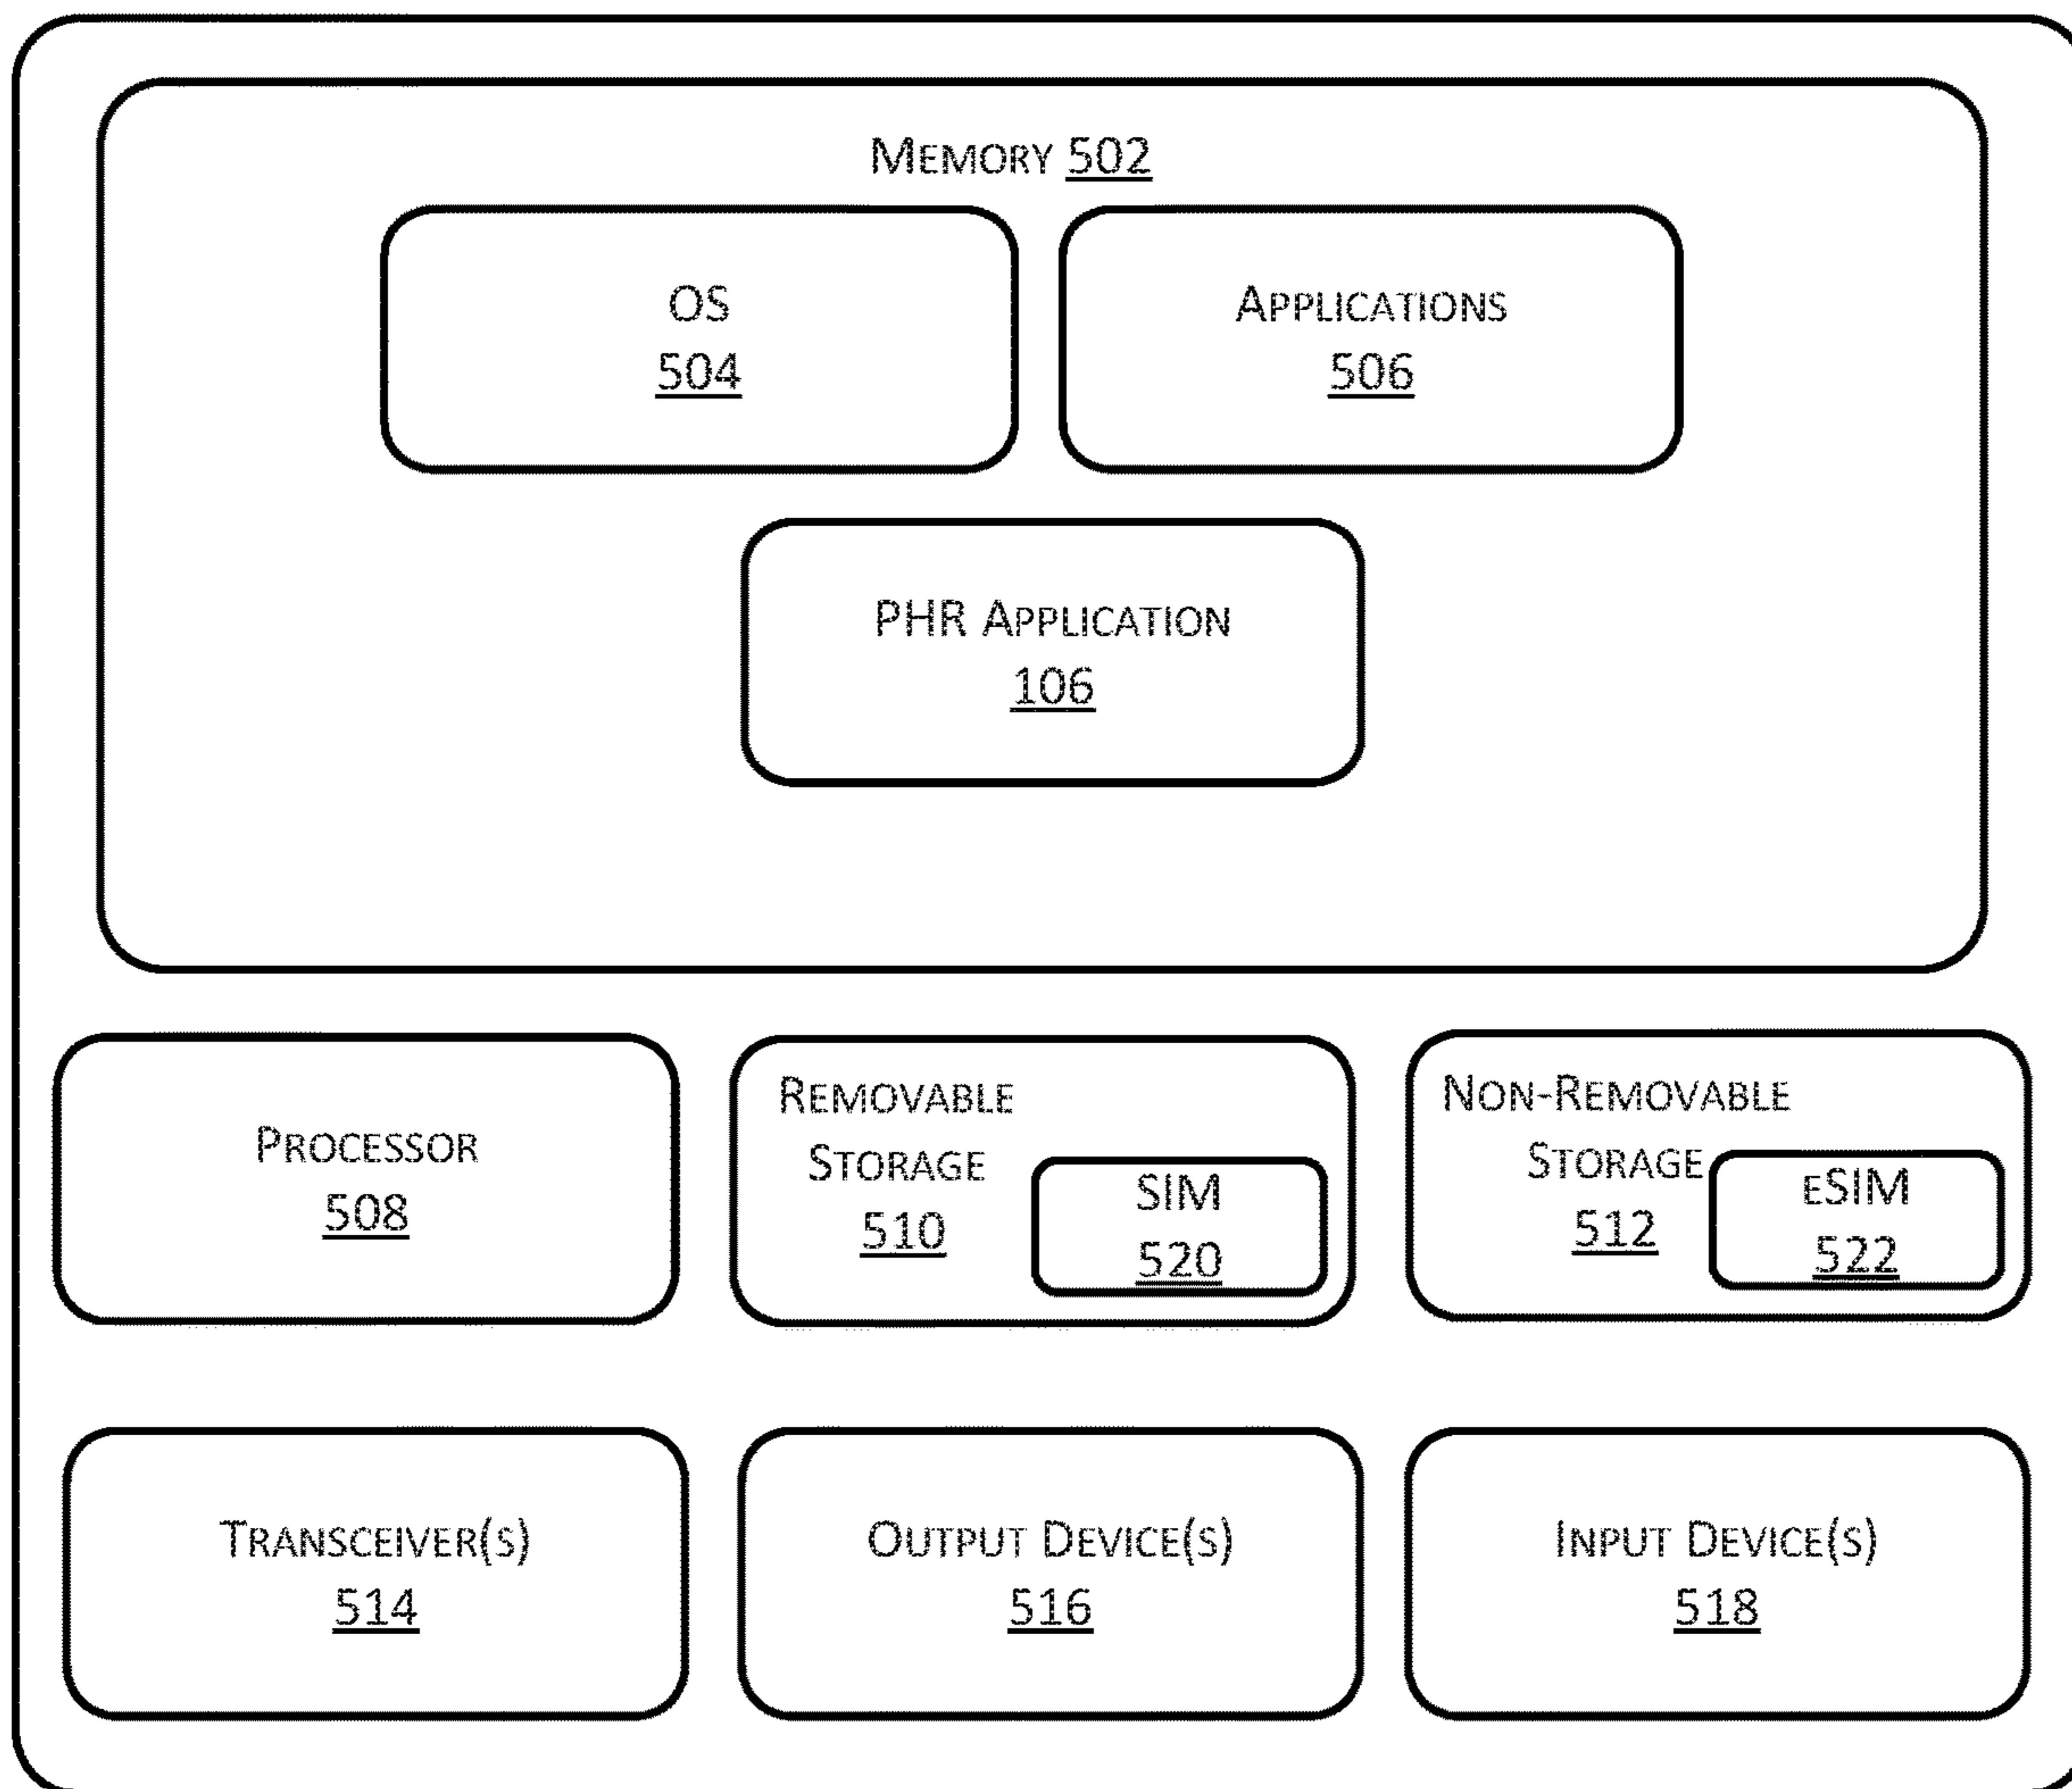 MEMORY 502
OS
504
APPLICATIONS
506
PHR APPLICATION
106
PROCESSOR
508
REMOVABLE
STORAGE
510
SIM
520
NON-REMOVABLE
STORAGE
512
eSIM
522
TRANSCEIVER(S)
514
OUTPUT DEVICE(S)
516
INPUT DEVICE(S)
518